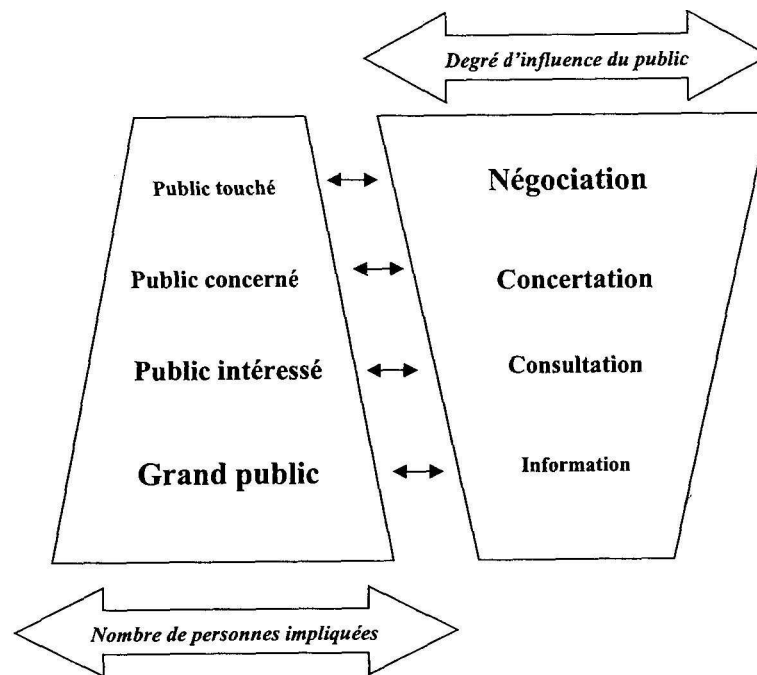 Degré d'influence du public
Public touché
Négociation
Public concerné
Concertation
Public intéressé
Consultation
Grand public
Information
Nombre de personnes impliquées